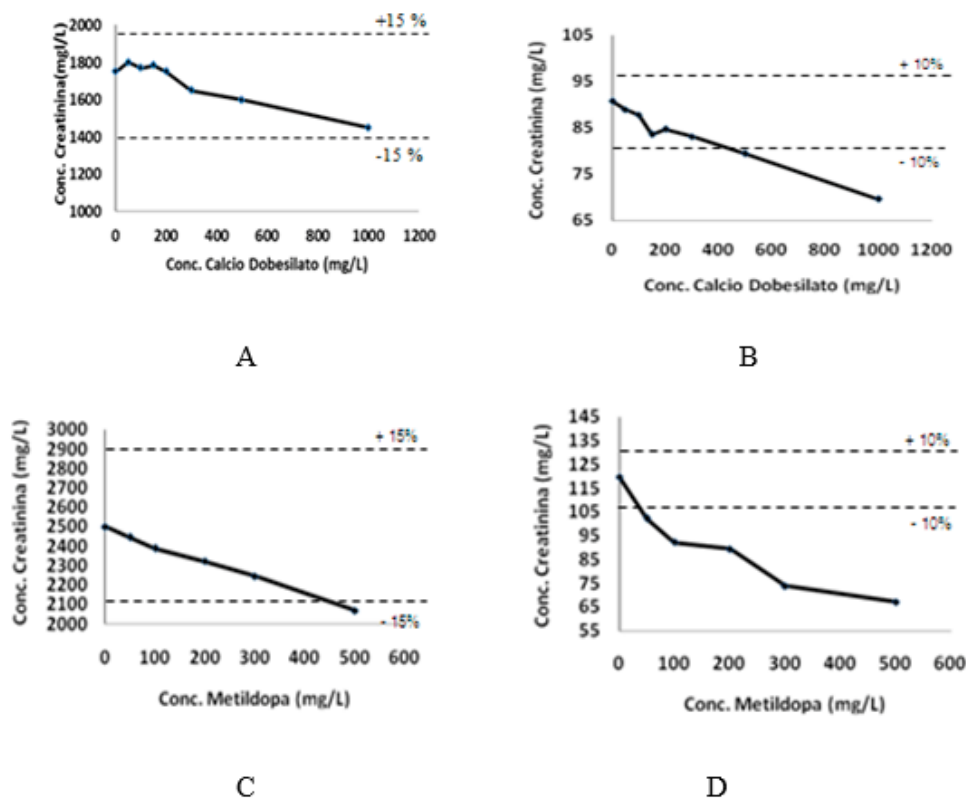 Conc. Creatinina(mgl/L)
2000
1800
1600
1400
1200
1000
+15 %
-15 %
0 200 400 600 800 1000 1200
Conc. Calcio Dobesilato (mg/L)
A
Conc. Creatinina (mg/L)
105
95
85
75
65
+ 10%
- 10%
0 200 400 600 800 1000 1200
Conc. Calcio Dobesilato (mg/L)
B
Conc. Creatinina (mg/L)
3000
2900
2800
2700
2600
2500
2400
2300
2200
2100
2000
+ 15%
- 15%
0 100 200 300 400 500 600
Conc. Metildopa (mg/L)
C
Conc. Creatinina (mg/L)
145
135
125
115
105
95
85
75
65
55
+ 10%
- 10%
0 100 200 300 400 500 600
Conc. Metildopa (mg/L)
D